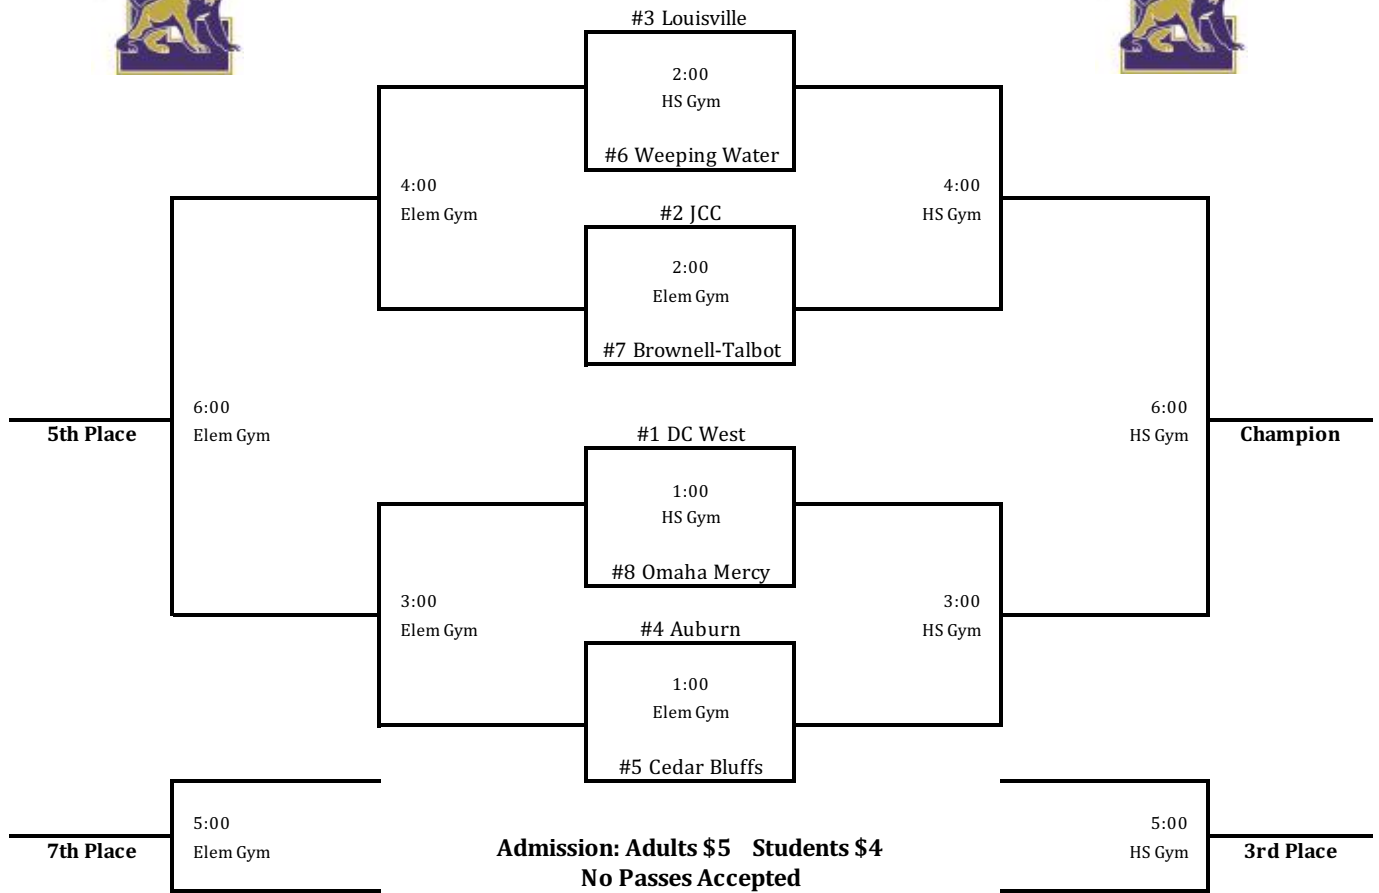 #3 Louisville
2:00
HS Gym
#6 Weeping Water
4:00
Elem Gym
4:00
HS Gym
#2 JCC
2:00
Elem Gym
#7 Brownell-Talbot
6:00
Elem Gym
5th Place
6:00
HS Gym
Champion
#1 DC West
1:00
HS Gym
#8 Omaha Mercy
3:00
Elem Gym
3:00
HS Gym
#4 Auburn
1:00
Elem Gym
#5 Cedar Bluffs
5:00
Elem Gym
7th Place
Admission: Adults $5 Students $4
No Passes Accepted
5:00
HS Gym
3rd Place